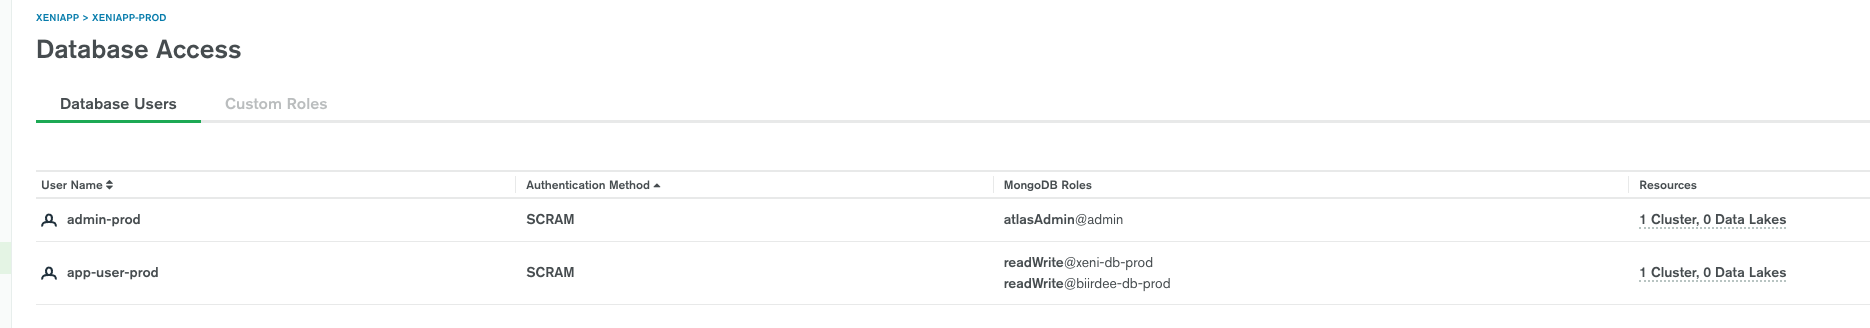 XENIAPP > XENIAPP-PROD
Database Access
Database Users Custom Roles
User Name Authentication Method MongoDB Roles Resources
admin-prod SCRAM atlasAdmin@admin 1 Cluster, 0 Data Lakes
app-user-prod SCRAM readWrite@xeni-db-prod 1 Cluster, 0 Data Lakes
readWrite@biirdee-db-prod